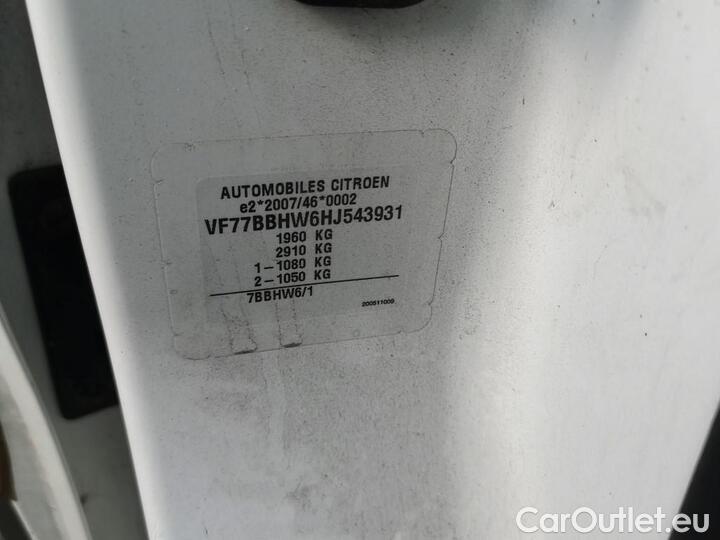 AUTOMOBILES CITROEN
e2*2007/46*0002
VF77BBHW6HJ543931
1960 KG
2910 KG
1-1080 KG
2-1050 KG
7BBHW6/1
200511009
CarOutlet.eu